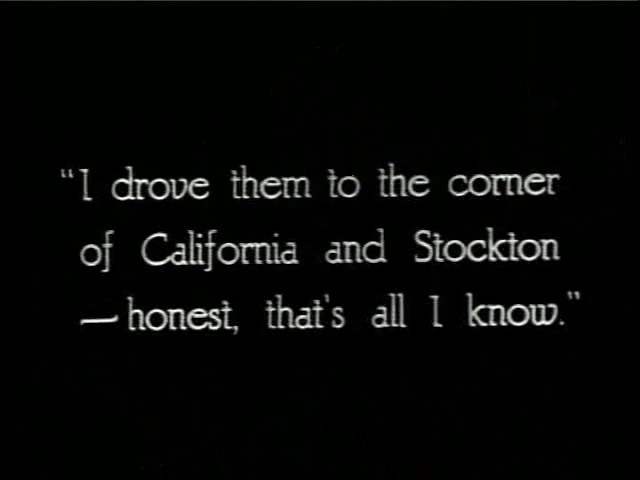 "I drove them to the corner
of California and Stockton
—honest, that's all I know."